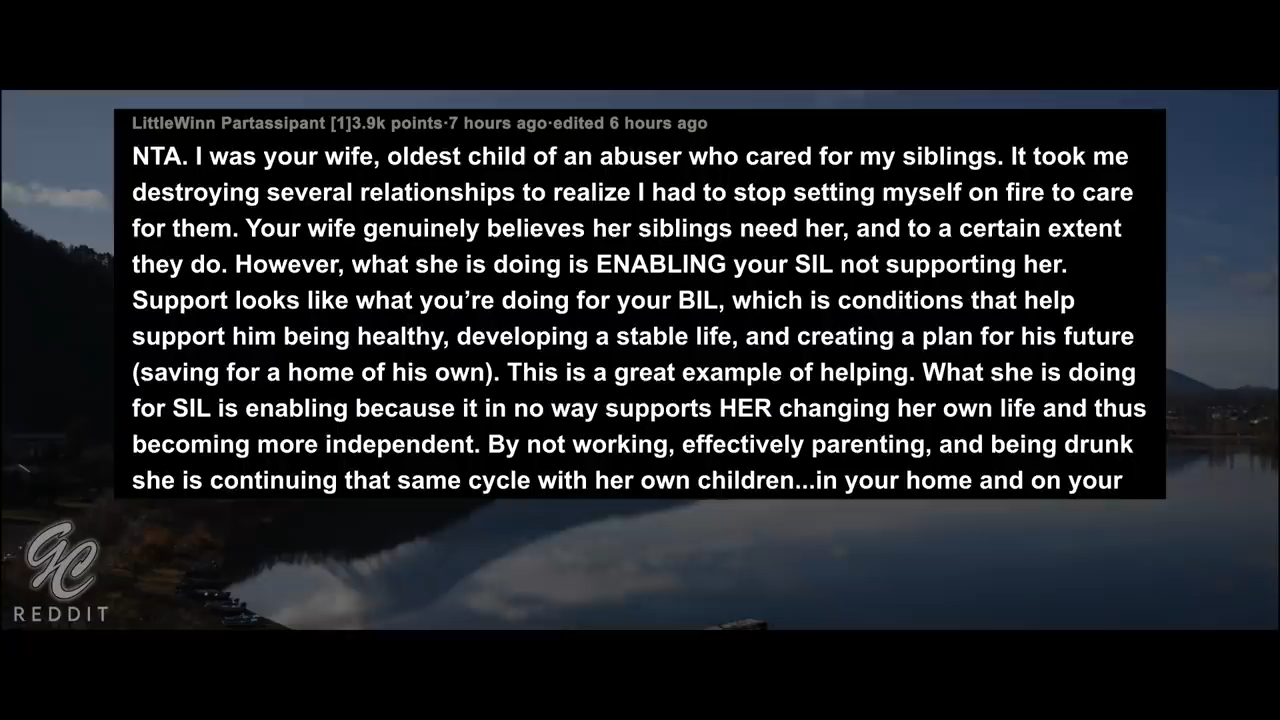 LittleWinn Partassipant [1]3.9k points·7 hours ago·edited 6 hours ago
NTA. I was your wife, oldest child of an abuser who cared for my siblings. It took me
destroying several relationships to realize I had to stop setting myself on fire to care
for them. Your wife genuinely believes her siblings need her, and to a certain extent
they do. However, what she is doing is ENABLING your SIL not supporting her.
Support looks like what you’re doing for your BIL, which is conditions that help
support him being healthy, developing a stable life, and creating a plan for his future
(saving for a home of his own). This is a great example of helping. What she is doing
for SIL is enabling because it in no way supports HER changing her own life and thus
becoming more independent. By not working, effectively parenting, and being drunk
she is continuing that same cycle with her own children...in your home and on your
GC
REDDIT